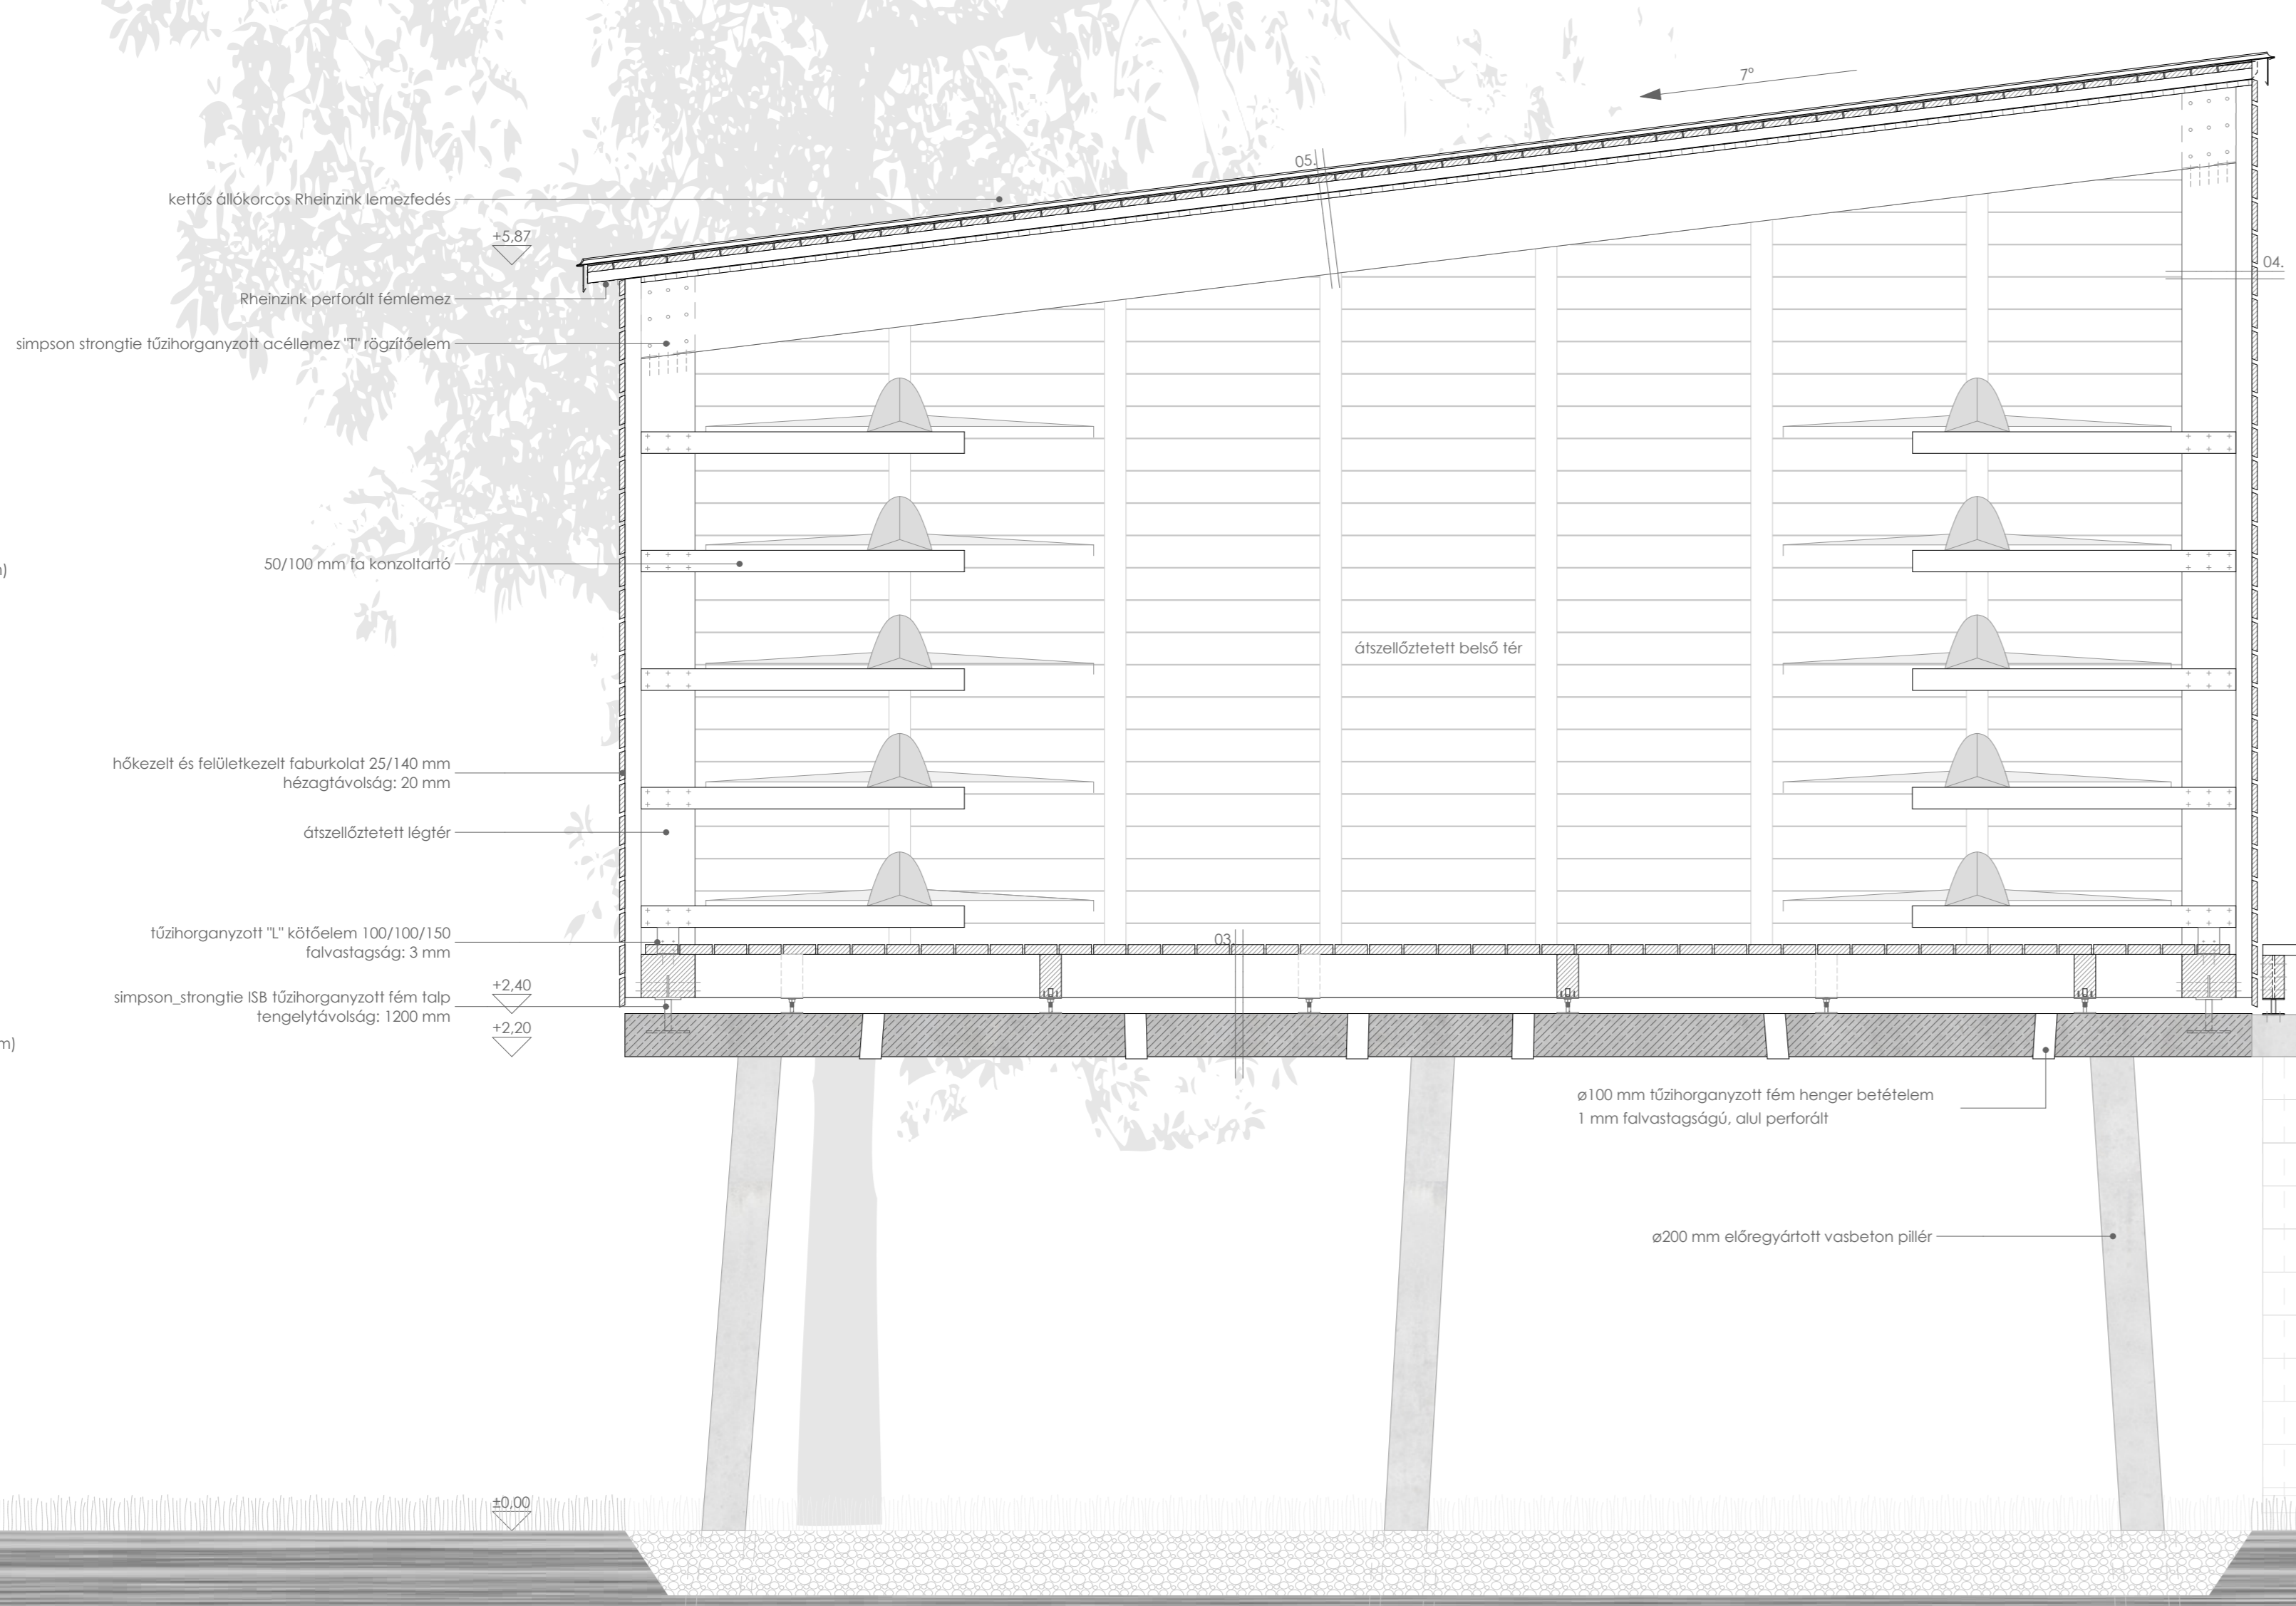 7°
05.
kettős állókorcos Rheinzink lemezfedés
+5,87
04.
Rheinzink perforált fémlemez
simpson strongtie tűzihorganyzott acéllemez "T" rögzítőelem
50/100 mm fa konzoltartó
)
átszellőztetett belső tér
hőkezelt és felületkezelt faburkolat 25/140 mm
hézagtávolság: 20 mm
átszellőztetett légtér
tűzihorganyzott "L" kötőelem 100/100/150
falvastagság: 3 mm
03.
simpson_strongtie ISB tűzihorganyzott fém talp
tengelytávolság: 1200 mm
+2,40
+2,20
m)
ø100 mm tűzihorganyzott fém henger betételem
1 mm falvastagságú, alul perforált
ø200 mm előregyártott vasbeton pillér
±0,00